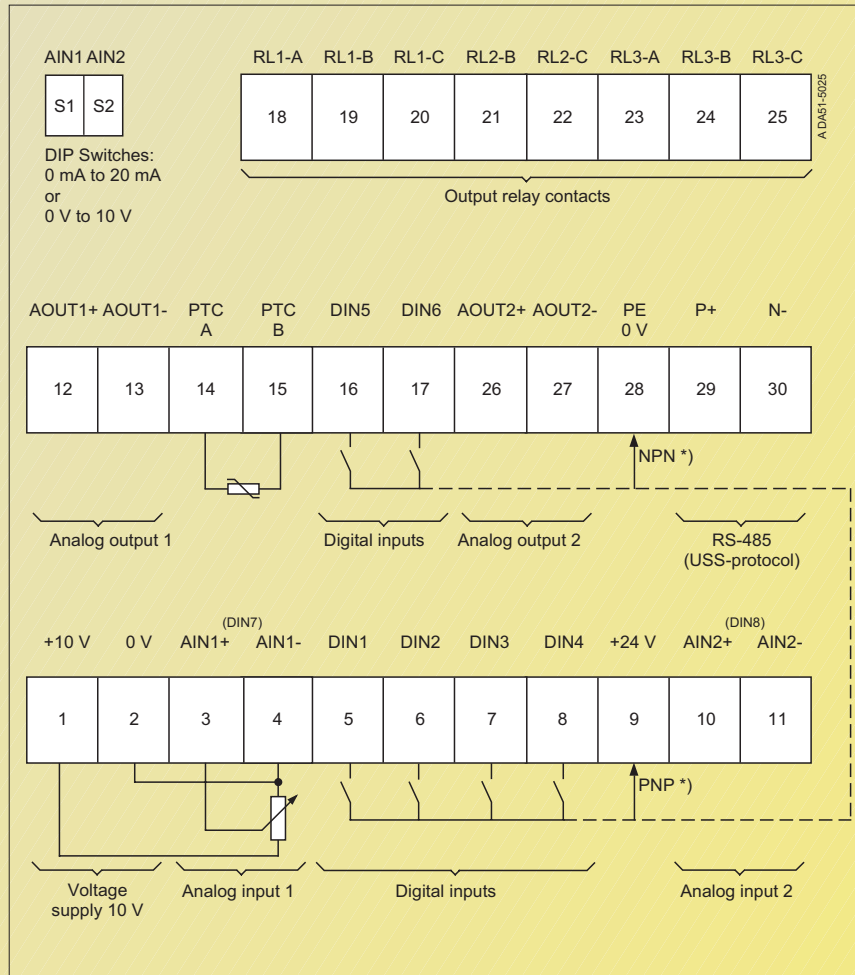 AIN1 AIN2
S1 S2
DIP Switches:
0 mA to 20 mA
or
0 V to 10 V
RL1-A RL1-B RL1-C RL2-B RL2-C RL3-A RL3-B RL3-C
18 19 20 21 22 23 24 25
A DA51-5025
Output relay contacts
AOUT1+ AOUT1- PTC PTC DIN5 DIN6 AOUT2+ AOUT2- PE P+ N-
A B 0 V
12 13 14 15 16 17 26 27 28 29 30
NPN *)
Analog output 1 Digital inputs Analog output 2 RS-485
(USS-protocol)
(DIN7) (DIN8)
+10 V 0 V AIN1+ AIN1- DIN1 DIN2 DIN3 DIN4 +24 V AIN2+ AIN2-
1 2 3 4 5 6 7 8 9 10 11
PNP *)
Voltage Analog input 1 Digital inputs Analog input 2
supply 10 V